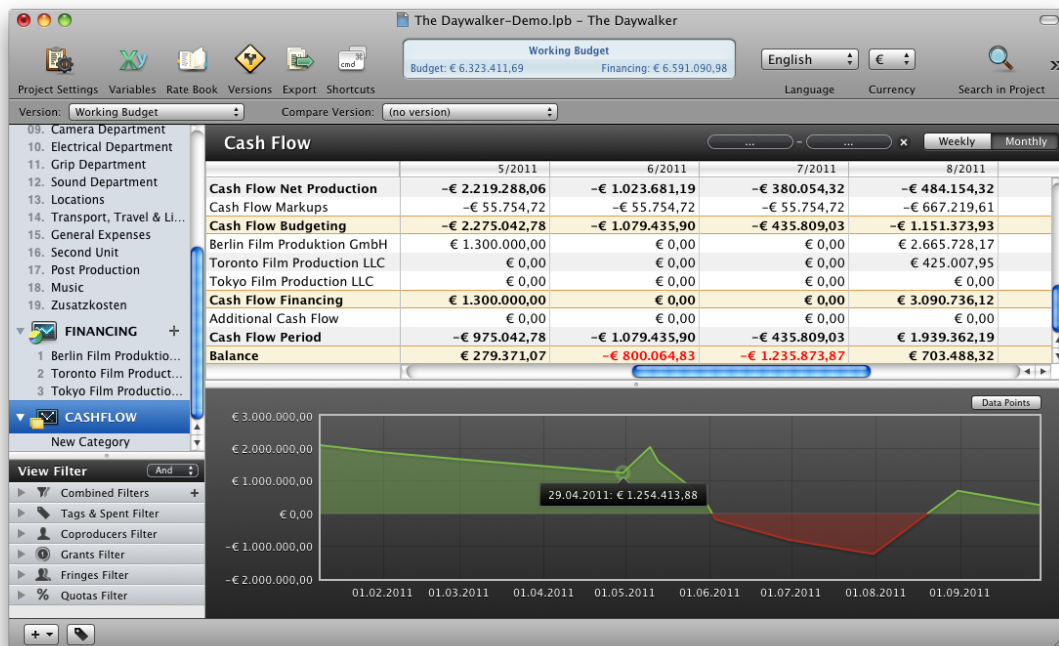 The Daywalker-Demo.lpb – The Daywalker
Working Budget
Budget: € 6.323.411,69 Financing: € 6.591.090,98
English €
Project Settings Variables Rate Book Versions Export Shortcuts Language Currency Search in Project
cmd
Version: Working Budget Compare Version: (no version)
09. Camera Department
10. Electrical Department
11. Grip Department
12. Sound Department
13. Locations
14. Transport, Travel & Li...
15. General Expenses
16. Second Unit
17. Post Production
18. Music
19. Zusatzkosten
FINANCING +
1 Berlin Film Produktio...
2 Toronto Film Product...
3 Tokyo Film Productio...
CASHFLOW
New Category
View Filter And
Combined Filters +
Tags & Spent Filter
Coproducers Filter
Grants Filter
Fringes Filter
% Quotas Filter
Cash Flow ... – ... x Weekly Monthly
5/2011 6/2011 7/2011 8/2011
Cash Flow Net Production -€ 2.219.288,06 -€ 1.023.681,19 -€ 380.054,32 -€ 484.154,32
Cash Flow Markups -€ 55.754,72 -€ 55.754,72 -€ 55.754,72 -€ 667.219,61
Cash Flow Budgeting -€ 2.275.042,78 -€ 1.079.435,90 -€ 435.809,03 -€ 1.151.373,93
Berlin Film Produktion GmbH € 1.300.000,00 € 0,00 € 0,00 € 2.665.728,17
Toronto Film Production LLC € 0,00 € 0,00 € 0,00 € 425.007,95
Tokyo Film Production LLC € 0,00 € 0,00 € 0,00 € 0,00
Cash Flow Financing € 1.300.000,00 € 0,00 € 0,00 € 3.090.736,12
Additional Cash Flow € 0,00 € 0,00 € 0,00 € 0,00
Cash Flow Period -€ 975.042,78 -€ 1.079.435,90 -€ 435.809,03 € 1.939.362,19
Balance € 279.371,07 -€ 800.064,83 -€ 1.235.873,87 € 703.488,32
Data Points
€ 3.000.000,00
€ 2.000.000,00
€ 1.000.000,00
29.04.2011: € 1.254.413,88
€ 0,00
-€ 1.000.000,00
-€ 2.000.000,00
01.02.2011 01.03.2011 01.04.2011 01.05.2011 01.06.2011 01.07.2011 01.08.2011 01.09.2011